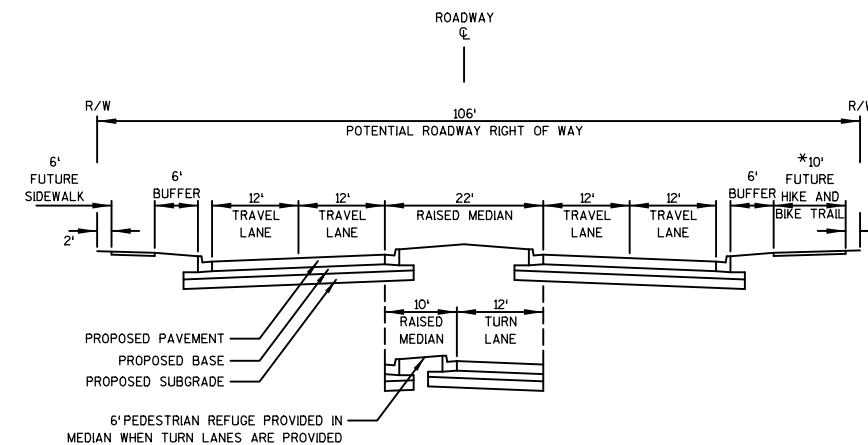 ROADWAY
℄
R/W
R/W
106'
POTENTIAL ROADWAY RIGHT OF WAY
6'
FUTURE
SIDEWALK
6'
BUFFER
12'
TRAVEL
LANE
12'
TRAVEL
LANE
22'
RAISED MEDIAN
12'
TRAVEL
LANE
12'
TRAVEL
LANE
6'
BUFFER
*10'
FUTURE
HIKE AND
BIKE TRAIL
2'
10'
RAISED
MEDIAN
12'
TURN
LANE
PROPOSED PAVEMENT
PROPOSED BASE
PROPOSED SUBGRADE
6' PEDESTRIAN REFUGE PROVIDED IN
MEDIAN WHEN TURN LANES ARE PROVIDED